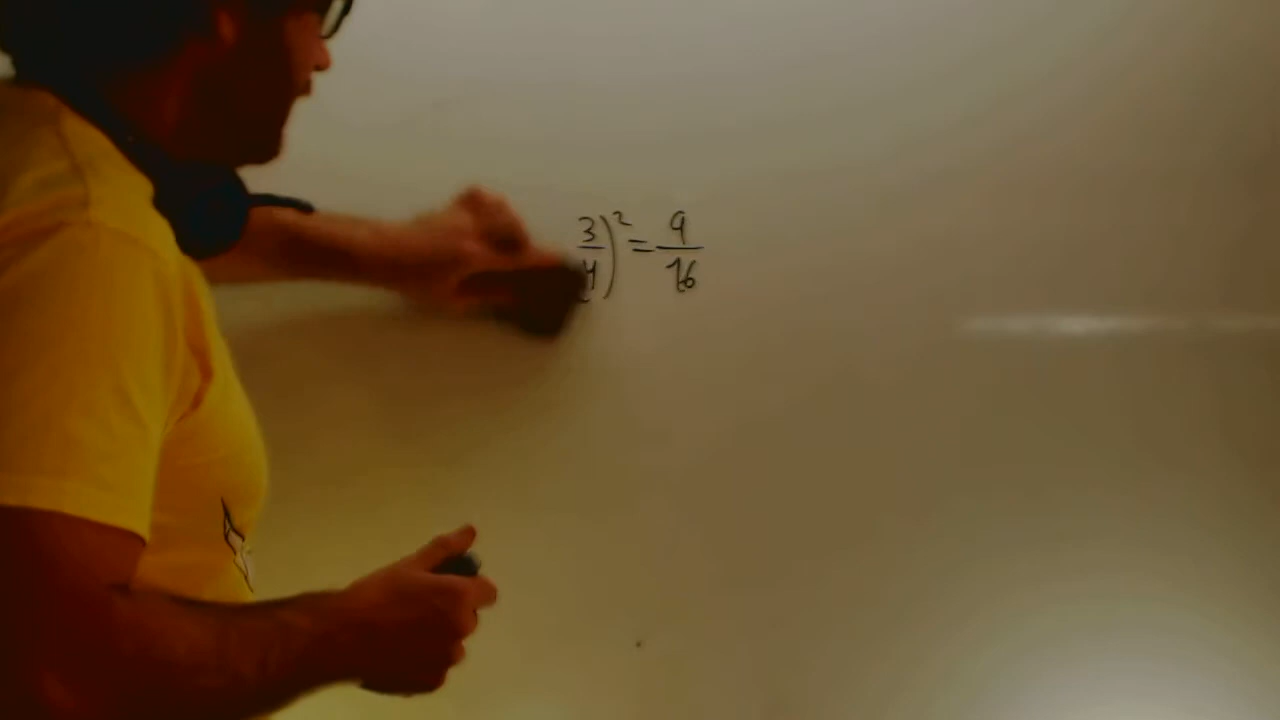 3/4)² = 9/16